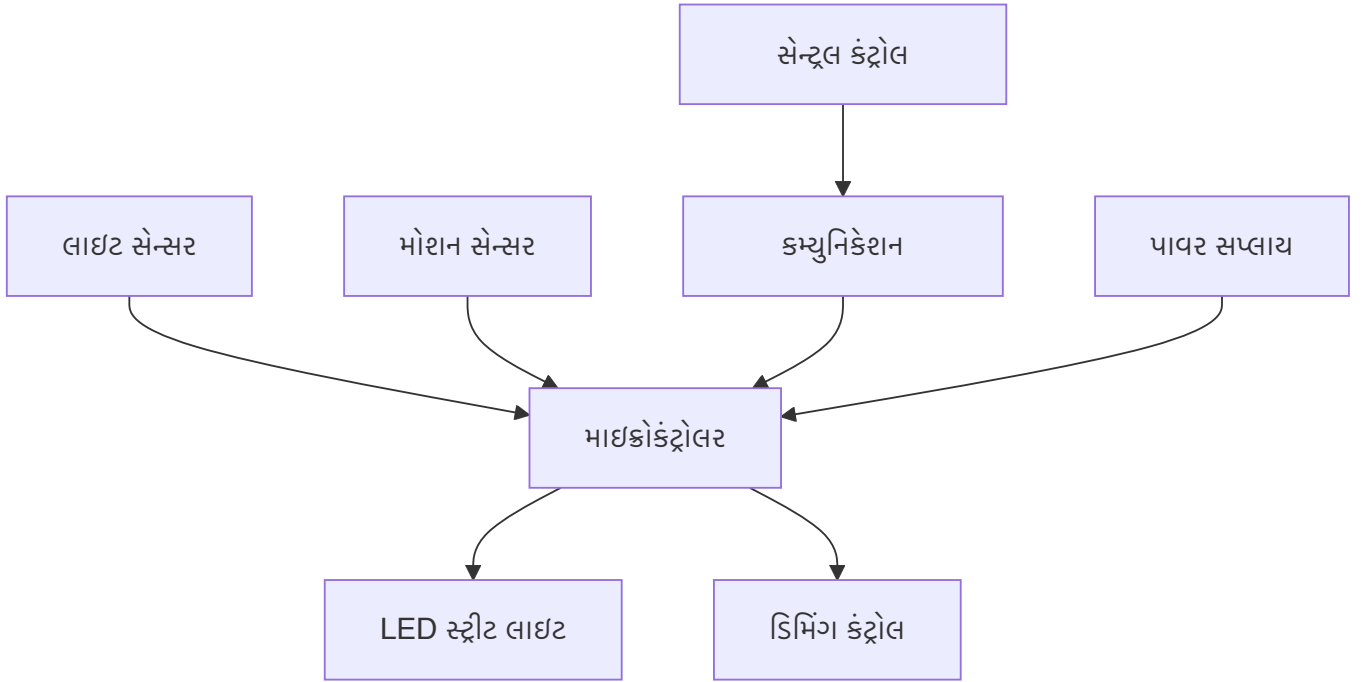 સેન્ટ્રલ કંટ્રોલ
લાઇટ સેન્સર
મોશન સેન્સર
કમ્યુનિકેશન
પાવર સપ્લાય
માઇક્રોકંટ્રોલર
LED સ્ટ્રીટ લાઇટ
ડિમિંગ કંટ્રોલ